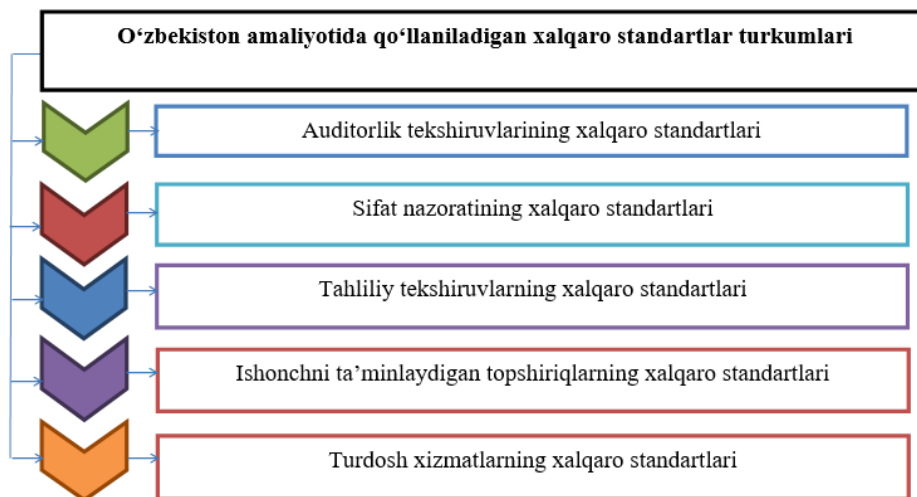 O‘zbekiston amaliyotida qo‘llaniladigan xalqaro standartlar turkumlari
Auditorlik tekshiruvlarining xalqaro standartlari
Sifat nazoratining xalqaro standartlari
Tahliliy tekshiruvlarning xalqaro standartlari
Ishonchni ta’minlaydigan topshiriqlarning xalqaro standartlari
Turdosh xizmatlarning xalqaro standartlari